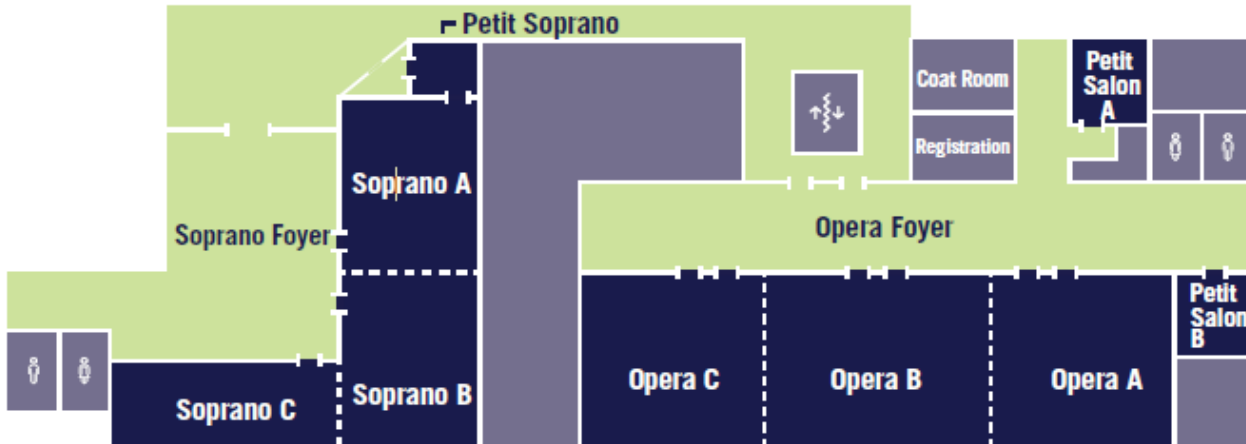 Petit Soprano
Coat Room
Petit
Salon
A
Registration
Soprano A
Soprano Foyer
Opera Foyer
Petit
Salon
B
Soprano B
Soprano C
Opera C
Opera B
Opera A